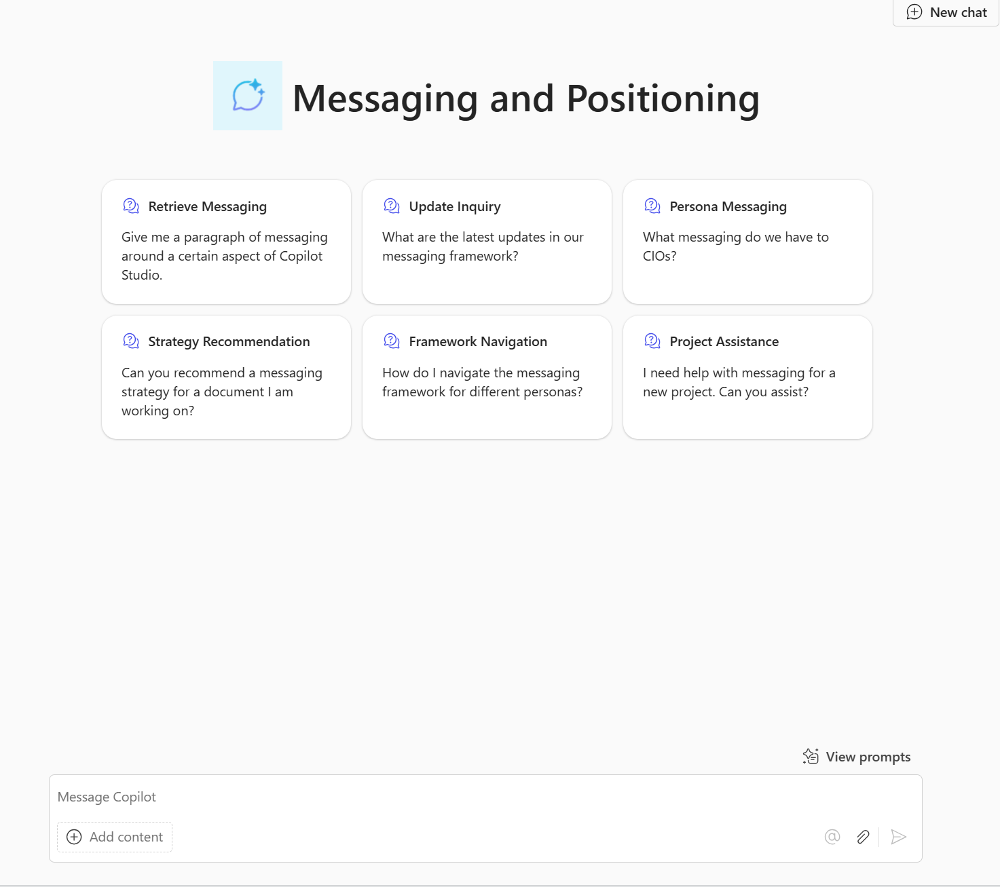 New chat
Messaging and Positioning
Retrieve Messaging
Give me a paragraph of messaging
around a certain aspect of Copilot
Studio.
Update Inquiry
What are the latest updates in our
messaging framework?
Persona Messaging
What messaging do we have to
CIOs?
Strategy Recommendation
Can you recommend a messaging
strategy for a document I am
working on?
Framework Navigation
How do I navigate the messaging
framework for different personas?
Project Assistance
I need help with messaging for a
new project. Can you assist?
View prompts
Message Copilot
Add content